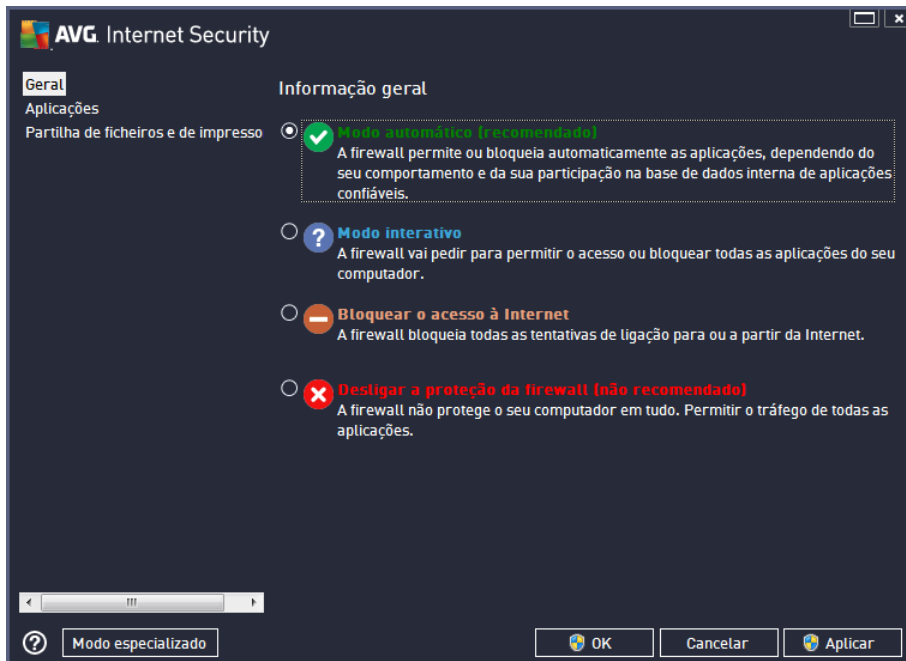 AVG. Internet Security
Geral
Aplicações
Partilha de ficheiros e de impresso
Informação geral
Modo automático (recomendado)
A firewall permite ou bloqueia automaticamente as aplicações, dependendo do
seu comportamento e da sua participação na base de dados interna de aplicações
confiáveis.
Modo interativo
A firewall vai pedir para permitir o acesso ou bloquear todas as aplicações do seu
computador.
Bloquear o acesso à Internet
A firewall bloqueia todas as tentativas de ligação para ou a partir da Internet.
Desligar a proteção da firewall (não recomendado)
A firewall não protege o seu computador em tudo. Permitir o tráfego de todas as
aplicações.
Modo especializado
OK
Cancelar
Aplicar